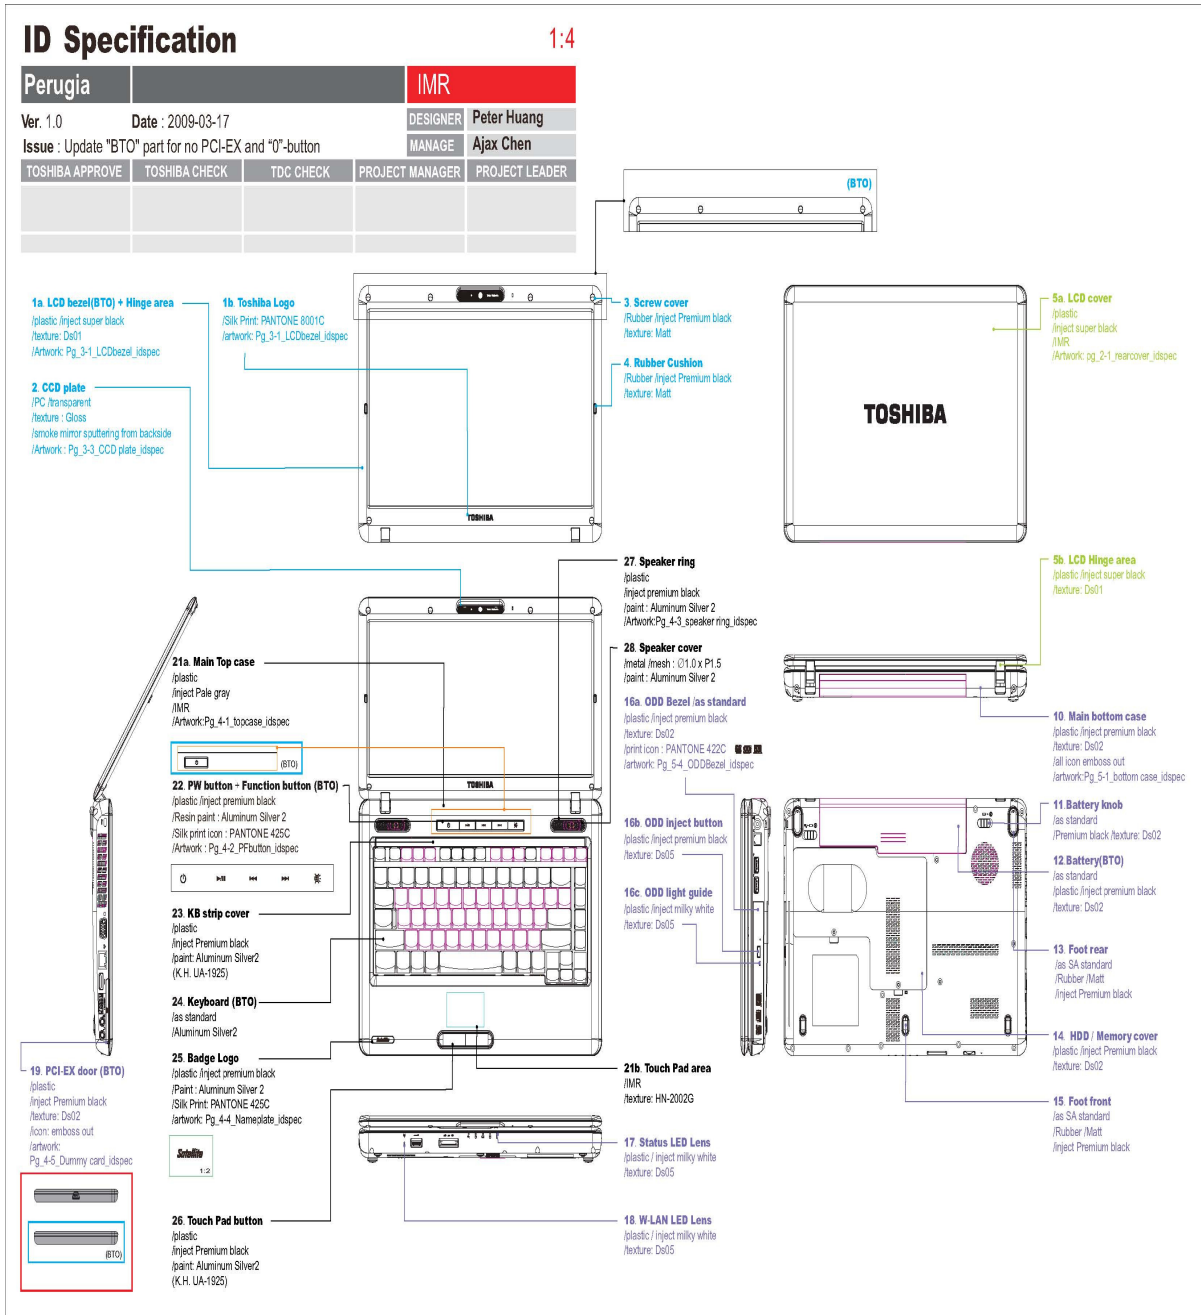 ID Specification
1:4
Perugia
IMR
Ver. 1.0
Date : 2009-03-17
DESIGNER
Peter Huang
Issue : Update "BTO" part for no PCI-EX and “0”-button
MANAGE
Ajax Chen
TOSHIBA APPROVE
TOSHIBA CHECK
TDC CHECK
PROJECT MANAGER
PROJECT LEADER
(BTO)
1a. LCD bezel(BTO) + Hinge area
/plastic /inject super black
/texture: Ds01
/Artwork: Pg_3-1_LCDbezel_idspec
1b. Toshiba Logo
/Silk Print: PANTONE 8001C
/artwork: Pg_3-1_LCDbezel_idspec
2. CCD plate
/PC /transparent
/texture : Gloss
/smoke mirror sputtering from backside
/Artwork : Pg_3-3_CCD plate_idspec
3. Screw cover
/Rubber /inject Premium black
/texture: Matt
4. Rubber Cushion
/Rubber /inject Premium black
/texture: Matt
5a. LCD cover
/plastic
/inject super black
/IMR
/Artwork: pg_2-1_rearcover_idspec
TOSHIBA
TOSHIBA
5b. LCD Hinge area
/plastic /inject super black
/texture: Ds01
27. Speaker ring
/plastic
/inject premium black
/paint : Aluminum Silver 2
/Artwork:Pg_4-3_speaker ring_idspec
28. Speaker cover
/metal /mesh : ∅1.0 x P1.5
/paint : Aluminum Silver 2
21a. Main Top case
/plastic
/inject Pale gray
/IMR
/Artwork:Pg_4-1_topcase_idspec
(BTO)
TOSHIBA
16a. ODD Bezel /as standard
/plastic /inject premium black
/texture: Ds02
/print icon : PANTONE 422C
/artwork: Pg_5-4_ODDBezel_idspec
10. Main bottom case
/plastic /inject premium black
/texture: Ds02
/all icon emboss out
/artwork:Pg_5-1_bottom case_idspec
22. PW button + Function button (BTO)
/plastic /inject premium black
/Resin paint : Aluminum Silver 2
/Silk print icon : PANTONE 425C
/Artwork : Pg_4-2_PFbutton_idspec
16b. ODD inject button
/plastic /inject premium black
/texture: Ds05
16c. ODD light guide
/plastic /inject milky white
/texture: Ds05
11.Battery knob
/as standard
/Premium black /texture: Ds02
12.Battery(BTO)
/as standard
/plastic /inject premium black
/texture: Ds02
23. KB strip cover
/plastic
/inject Premium black
/paint: Aluminum Silver2
(K.H. UA-1925)
13. Foot rear
/as SA standard
/Rubber /Matt
/inject Premium black
24. Keyboard (BTO)
/as standard
/Aluminum Silver2
14. HDD / Memory cover
/plastic /inject Premium black
/texture: Ds02
25. Badge Logo
/plastic /inject premium black
/Paint : Aluminum Silver 2
/Silk Print: PANTONE 425C
/artwork: Pg_4-4_Nameplate_idspec
Satellite
Satellite
1:2
19. PCI-EX door (BTO)
/plastic
/inject Premium black
/texture: Ds02
/icon: emboss out
/artwork:
Pg_4-5_Dummy card_idspec
(BTO)
21b. Touch Pad area
/IMR
/texture: HN-2002G
15. Foot front
/as SA standard
/Rubber /Matt
/inject Premium black
17. Status LED Lens
/plastic / inject milky white
/texture: Ds05
18. W-LAN LED Lens
/plastic / inject milky white
/texture: Ds05
26. Touch Pad button
/plastic
/inject Premium black
/paint: Aluminum Silver2
(K.H. UA-1925)